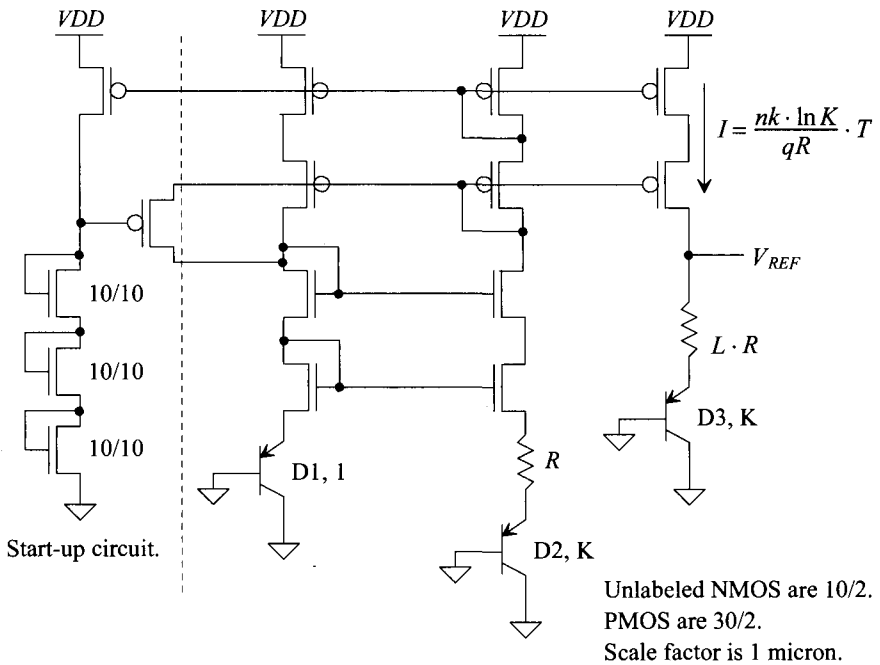 VDD VDD VDD VDD
I = nk · ln K / qR · T
V_REF
10/10
10/10
10/10
L · R
D3, K
D1, 1
R
D2, K
Start-up circuit.
Unlabeled NMOS are 10/2.
PMOS are 30/2.
Scale factor is 1 micron.